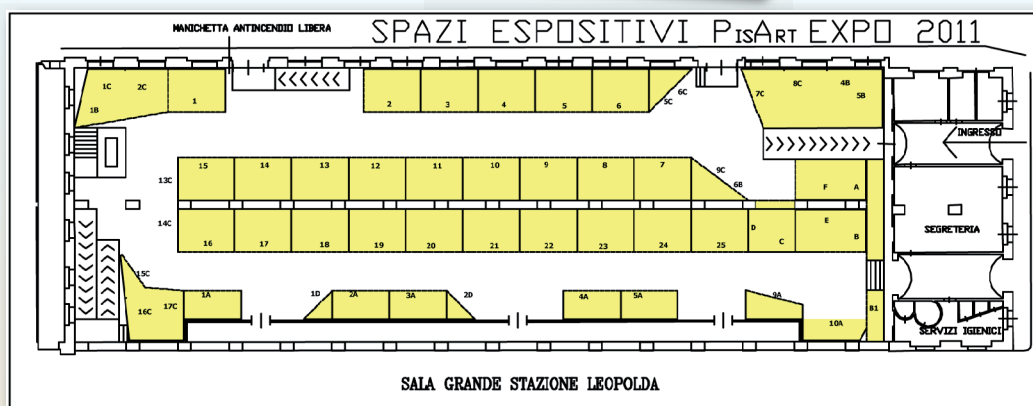 MANICHETTA ANTINCENDIO LIBERA
SPAZI ESPOSITIVI PISART EXPO 2011
1C 2C 1B 1 2 3 4 5 6 5C 6C 7C 8C 4B 5B
INGRESSO
13C 15 14 13 12 11 10 9 8 7 9C 6B F A
14C 16 17 18 19 20 21 22 23 24 25 D C E B
SEGRETERIA
15C 16C 17C 1A 1D 2A 3A 2D 4A 5A 9A 10A B1
SERVIZI IGIENICI
SALA GRANDE STAZIONE LEOPOLDA